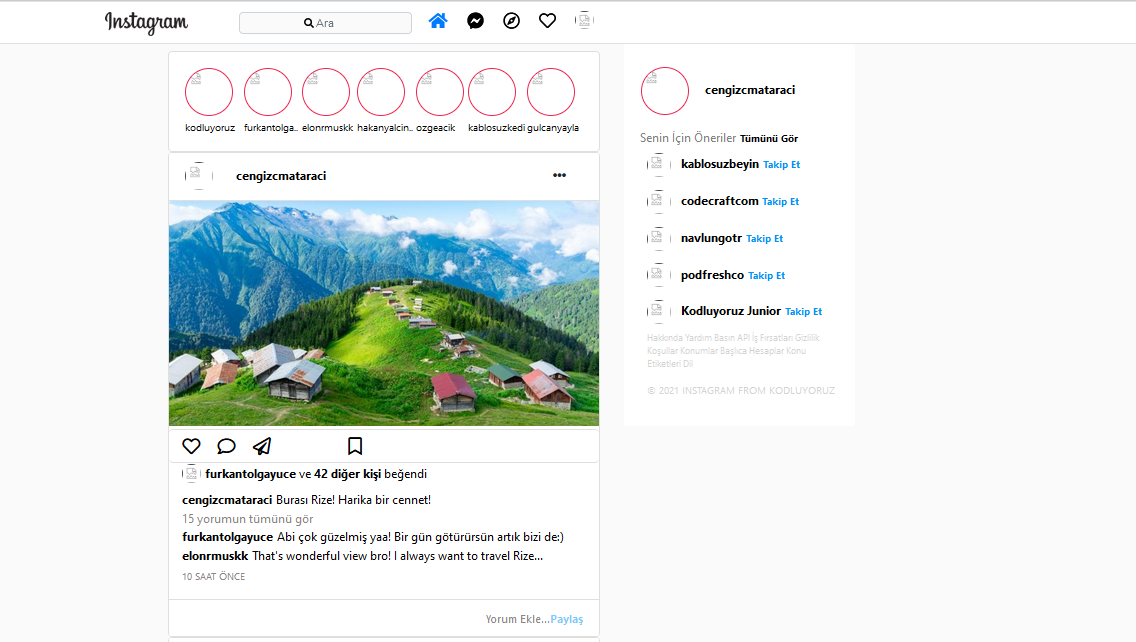 Instagram
Ara
kodluyoruz furkantolga.. elonrmuskk hakanyalcin.. ozgeacik kablosuzkedi gulcanyayla
cengizcmataraci
furkantolgayuce ve 42 diğer kişi beğendi
cengizcmataraci Burası Rize! Harika bir cennet!
15 yorumun tümünü gör
furkantolgayuce Abi çok güzelmiş yaa! Bir gün götürürsün artık bizi de:)
elonrmuskk That's wonderful view bro! I always want to travel Rize...
10 SAAT ÖNCE
Yorum Ekle...Paylaş
cengizcmataraci
Senin İçin Öneriler Tümünü Gör
kablosuzbeyin Takip Et
codecraftcom Takip Et
navlungotr Takip Et
podfreshco Takip Et
Kodluyoruz Junior Takip Et
Hakkında Yardım Basın API İş Fırsatları Gizlilik
Koşullar Konumlar Başlıca Hesaplar Konu
Etiketleri Dil
© 2021 INSTAGRAM FROM KODLUYORUZ